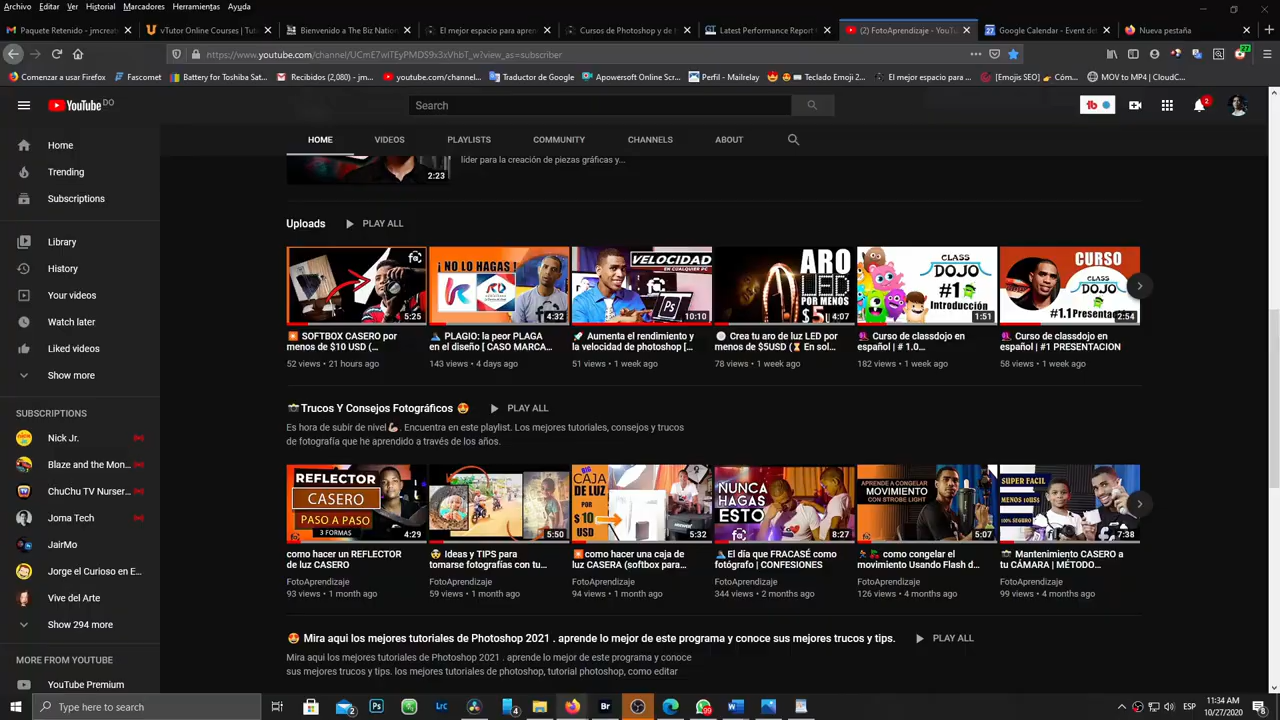 Archivo Editar Ver Historial Marcadores Herramientas Ayuda
Paquete Retenido - jmcreati
vTutor Online Courses | Tut
Bienvenido a The Biz Nation
El mejor espacio para apren
Cursos de Photoshop y de t
Latest Performance Report
(2) FotoAprendizaje - YouT
Google Calendar - Event det
Nueva pestaña
https://www.youtube.com/channel/
?view_as=subscriber
27
Comenzar a usar Firefox
Fascomet
Battery for Toshiba Sat...
Recibidos (2,080) - jm...
youtube.com/channel...
Traductor de Google
Apowersoft Online Scr...
Perfil - Mailrelay
Teclado Emoji 2...
El mejor espacio para ...
[Emojis SEO]
Cóm...
MOV to MP4 | CloudC...
YouTube DO
Search
tb
2
HOME VIDEOS PLAYLISTS COMMUNITY CHANNELS ABOUT
Home
Trending
Subscriptions
Library
History
Your videos
Watch later
Liked videos
Show more
SUBSCRIPTIONS
Nick Jr.
Blaze and the Mon...
ChuChu TV Nurser...
Joma Tech
JairMo
Jorge el Curioso en E...
Vive del Arte
Show 294 more
MORE FROM YOUTUBE
YouTube Premium
2:23
líder para la creación de piezas gráficas y...
Uploads PLAY ALL
5:25
¡ NO LO HAGAS !
4:32
VELOCIDAD
EN CUALQUIER PC
10:10
ARO
LED
POR MENOS
DE $5U
4:07
CLASS
DOJO
#1
Introducción
1:51
CURSO
CLASS
DOJO
#1.1 Presentac
2:54
SOFTBOX CASERO por
menos de $10 USD (...
52 views • 21 hours ago
PLAGIO: la peor PLAGA
en el diseño [ CASO MARCA...
143 views • 4 days ago
Aumenta el rendimiento y
la velocidad de photoshop [...
51 views • 1 week ago
Crea tu aro de luz LED por
menos de $5USD ( En sol...
78 views • 1 week ago
Curso de classdojo en
español | # 1.0...
182 views • 1 week ago
Curso de classdojo en
español | #1 PRESENTACION
58 views • 1 week ago
Trucos Y Consejos Fotográficos PLAY ALL
Es hora de subir de nivel . Encuentra en este playlist. Los mejores tutoriales, consejos y trucos
de fotografía que he aprendido a través de los años.
REFLECTOR
CASERO
PASO A PASO
3 FORMAS
4:29
5:50
BIG
CAJA
DE LUZ
POR
$ 10
USD
5:32
NUNCA
HAGAS
ESTO
8:27
APRENDE A CONGELAR
MOVIMIENTO
CON STROBE LIGHT
5:07
SUPER FACIL
MENOS 10US$
100% SEGURO
7:38
como hacer un REFLECTOR
de luz CASERO
FotoAprendizaje
93 views • 1 month ago
Ideas y TIPS para
tomarse fotografías con tu...
FotoAprendizaje
59 views • 1 month ago
como hacer una caja de
luz CASERA (softbox para...
FotoAprendizaje
94 views • 1 month ago
El día que FRACASÉ como
fotógrafo | CONFESIONES
FotoAprendizaje
344 views • 2 months ago
como congelar el
movimiento Usando Flash d...
FotoAprendizaje
126 views • 4 months ago
Mantenimiento CASERO a
tu CÁMARA | MÉTODO...
FotoAprendizaje
99 views • 4 months ago
Mira aqui los mejores tutoriales de Photoshop 2021 . aprende lo mejor de este programa y conoce sus mejores trucos y tips. PLAY ALL
Mira aqui los mejores tutoriales de Photoshop 2021 . aprende lo mejor de este programa y conoce
sus mejores trucos y tips. los mejores tutoriales de photoshop, tutorial photoshop, como editar
Type here to search
2
Ps
Lc
4
Br
99
ESP
11:34 AM
10/27/2020
8